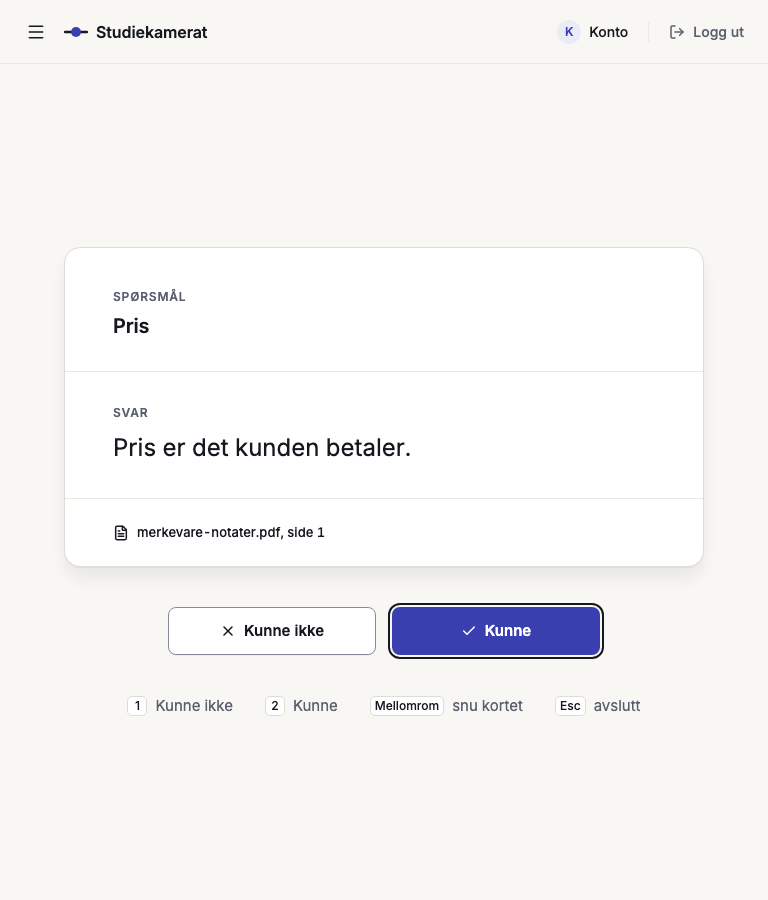 Studiekamerat
K Konto
Logg ut
SPØRSMÅL
Pris
SVAR
Pris er det kunden betaler.
merkevare-notater.pdf, side 1
Kunne ikke
Kunne
1 Kunne ikke
2 Kunne
Mellomrom snu kortet
Esc avslutt